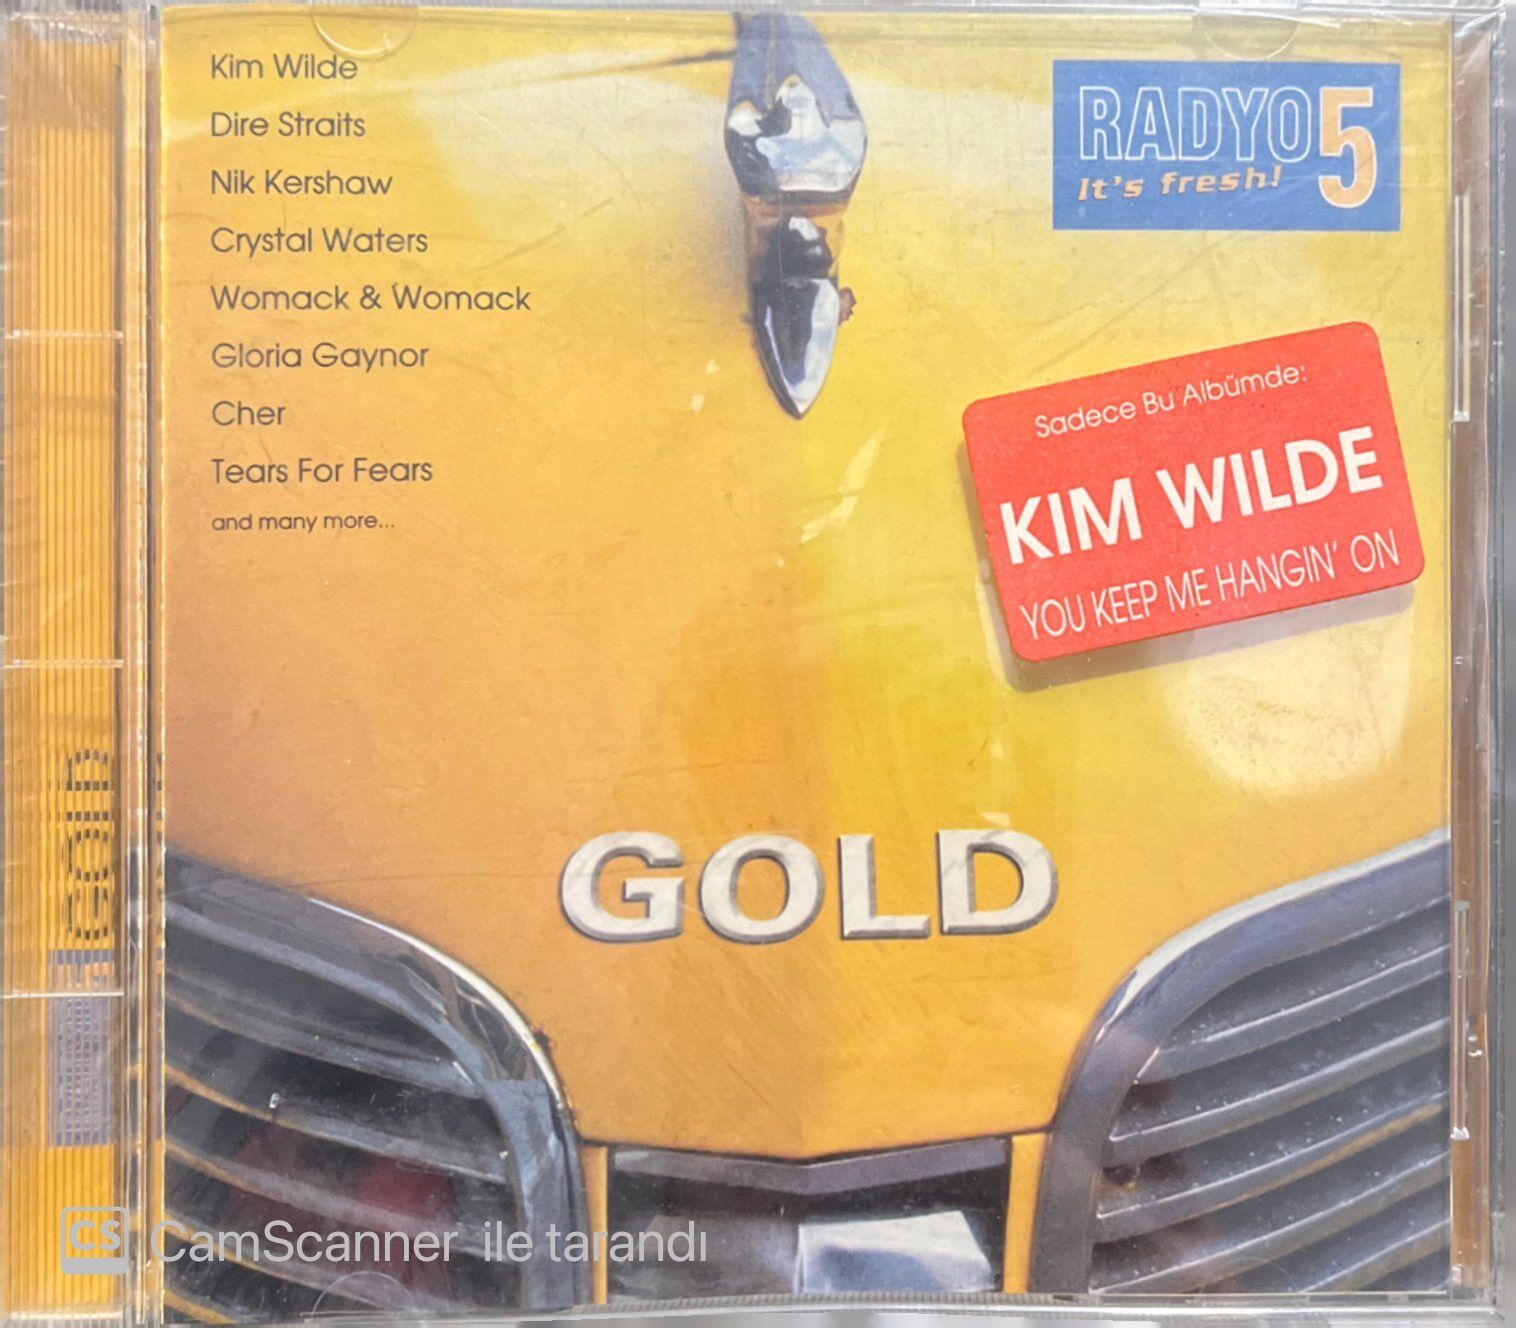 Kim Wilde
Dire Straits
Nik Kershaw
Crystal Waters
Womack & Womack
Gloria Gaynor
Cher
Tears For Fears
and many more...
RADYO 5
It's fresh!
Sadece Bu Albümde:
KIM WILDE
YOU KEEP ME HANGIN' ON
GOLD
GOLD
CS CamScanner ile tarandı